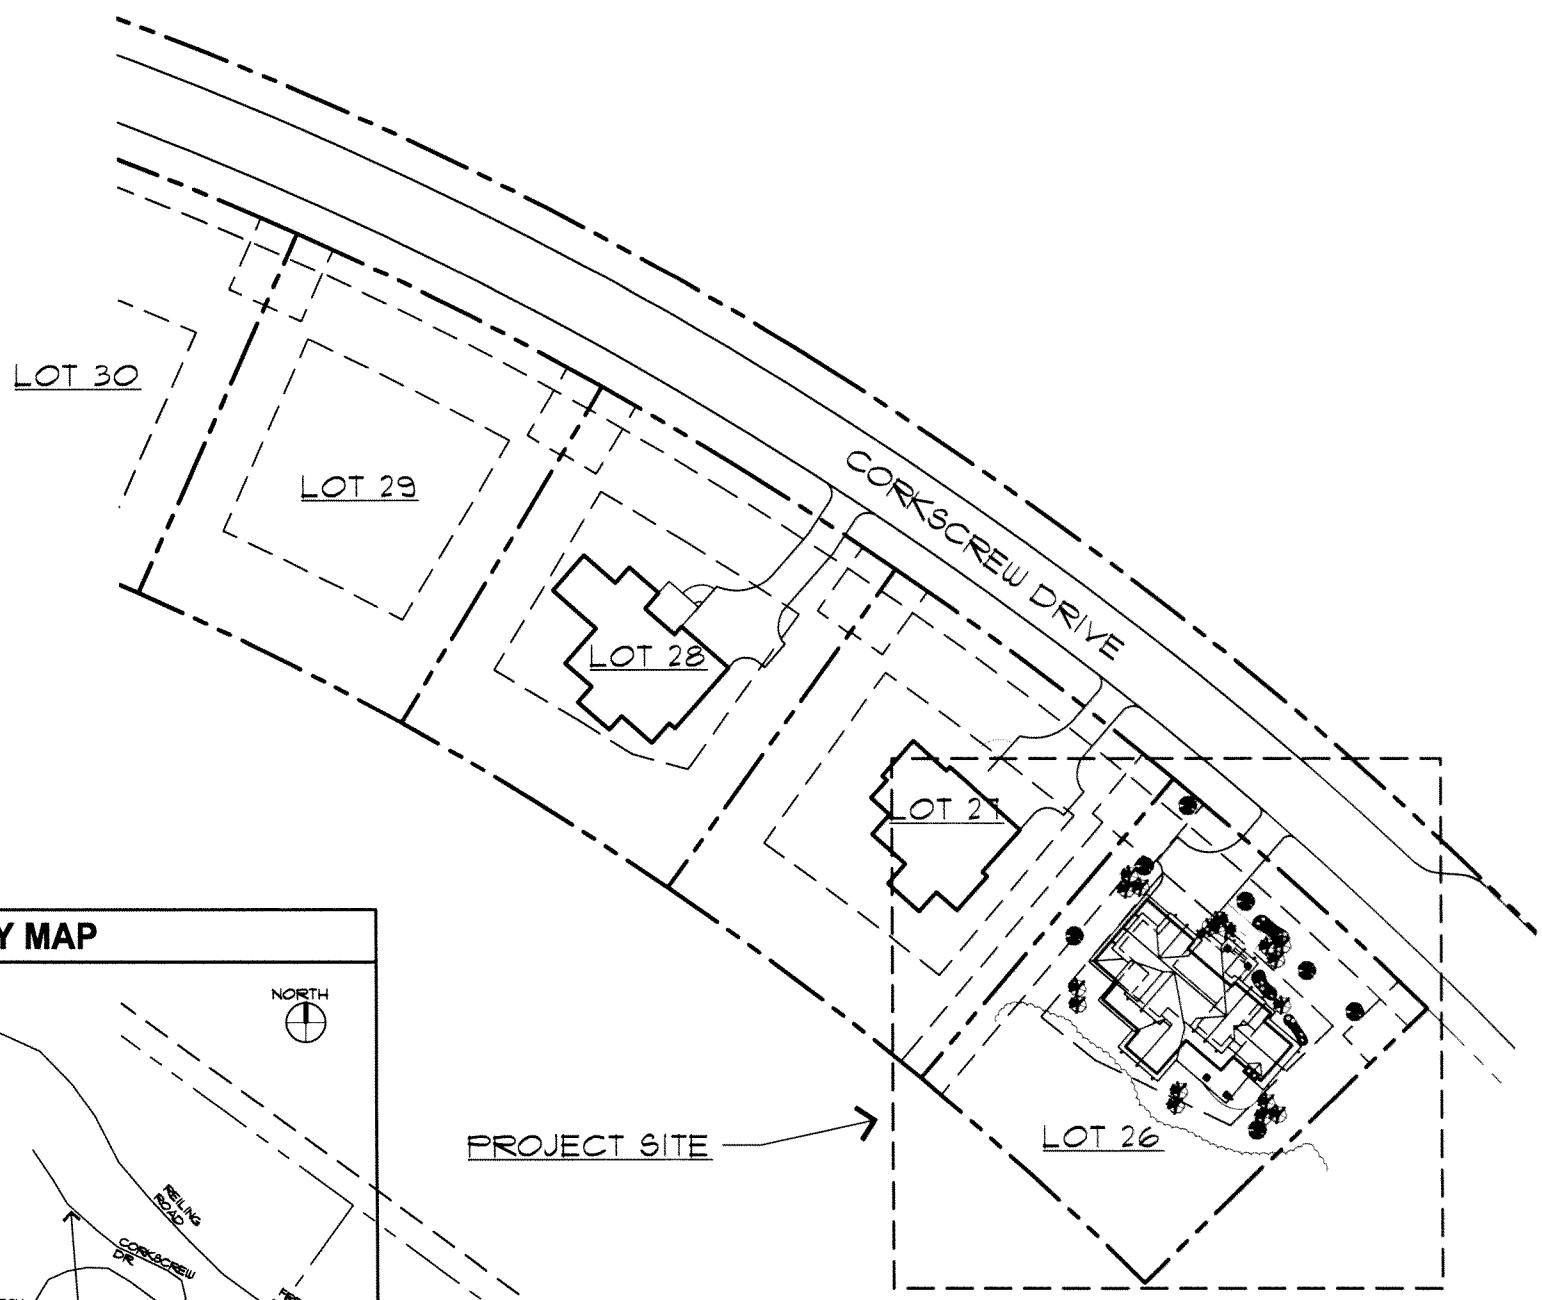 LOT 30
LOT 29
CORKSCREW DRIVE
LOT 28
LOT 27
Y MAP
NORTH
PROJECT SITE
LOT 26
REILING
ROAD
CORKSCREW
DR.